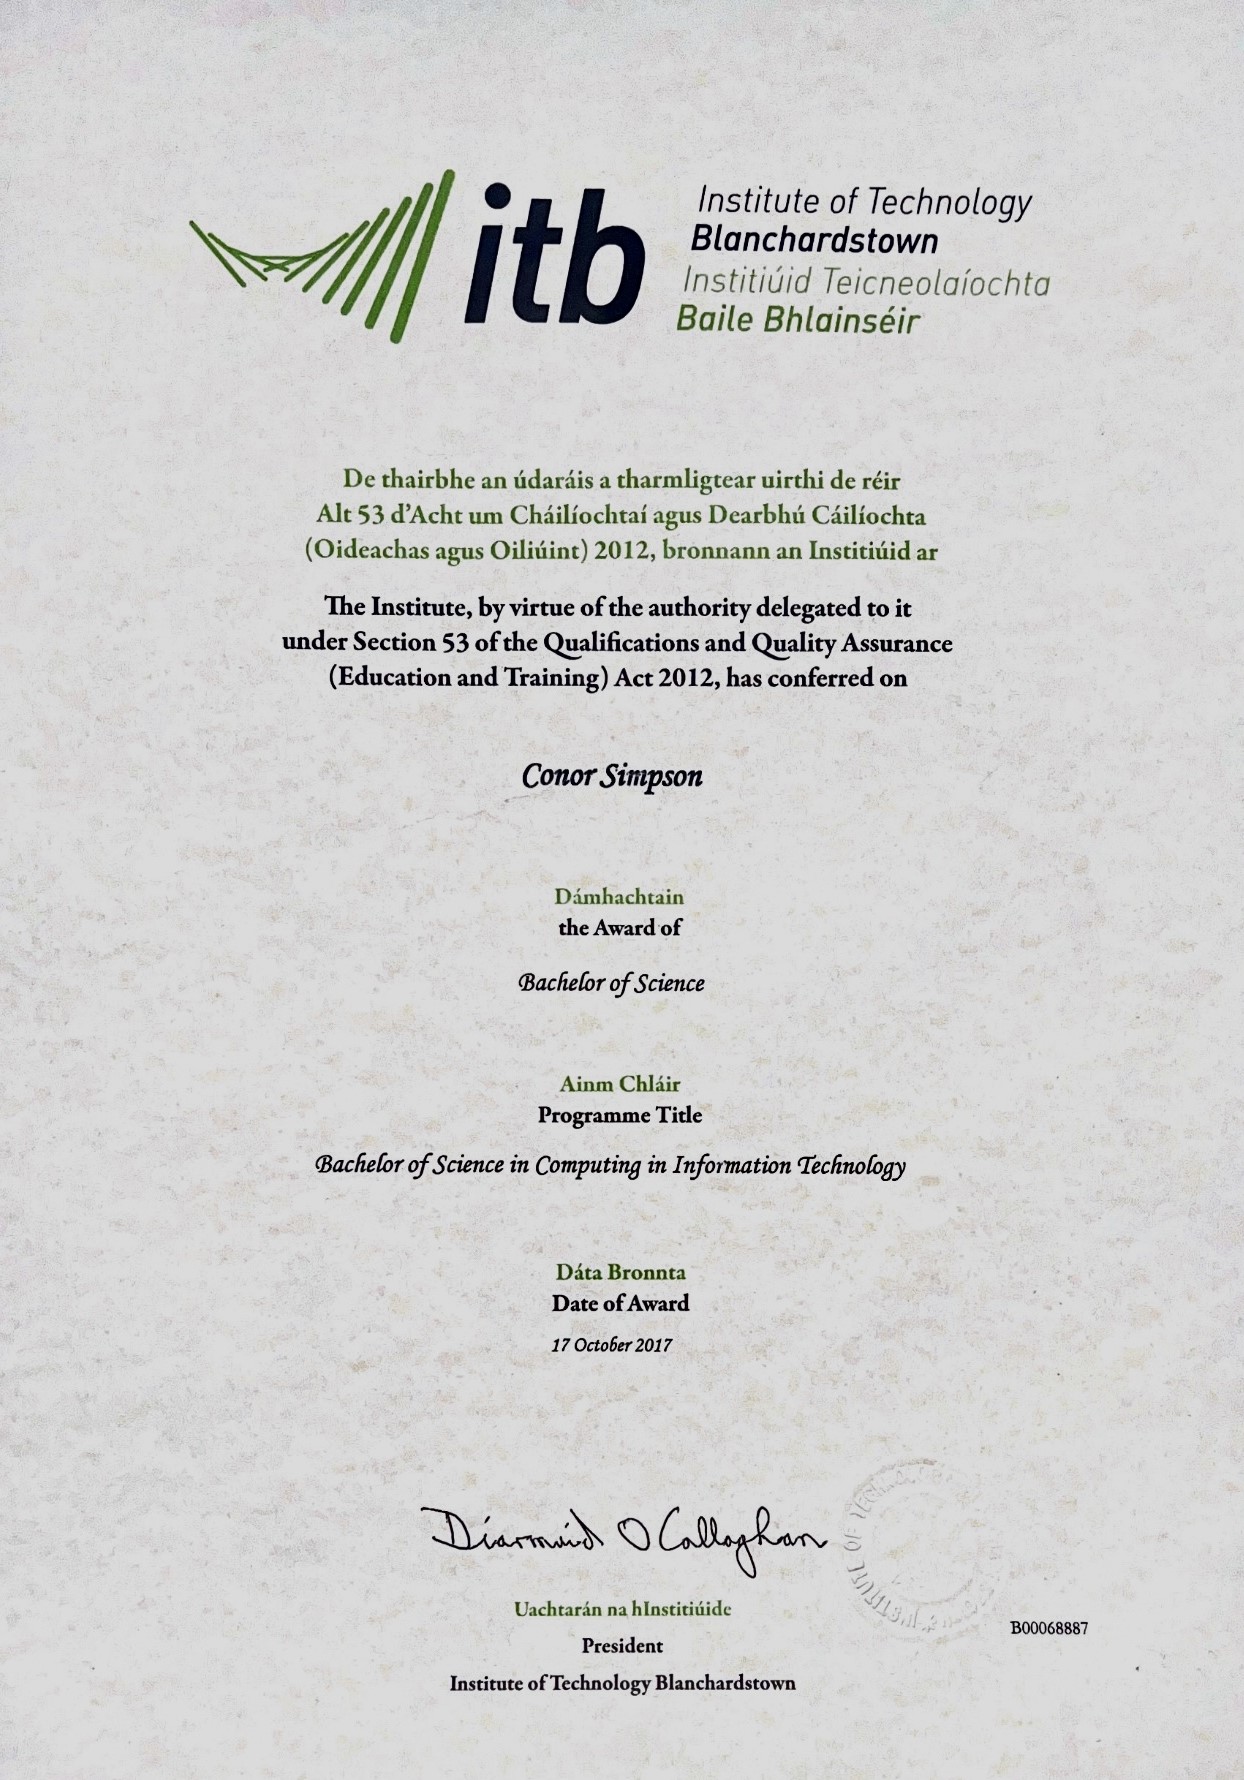 itb
Institute of Technology
Blanchardstown
Institiúid Teicneolaíochta
Baile Bhlainséir
De thairbhe an údaráis a tharmligtear uirthi de réir
Alt 53 d'Acht um Cháilíochtaí agus Dearbhú Cáilíochta
(Oideachas agus Oiliúint) 2012, bronnann an Institiúid ar
The Institute, by virtue of the authority delegated to it
under Section 53 of the Qualifications and Quality Assurance
(Education and Training) Act 2012, has conferred on
Conor Simpson
Dámhachtain
the Award of
Bachelor of Science
Ainm Chláir
Programme Title
Bachelor of Science in Computing in Information Technology
Dáta Bronnta
Date of Award
17 October 2017
Diarmuid O Callaghan
Uachtarán na hInstitiúide
President
Institute of Technology Blanchardstown
B00068887